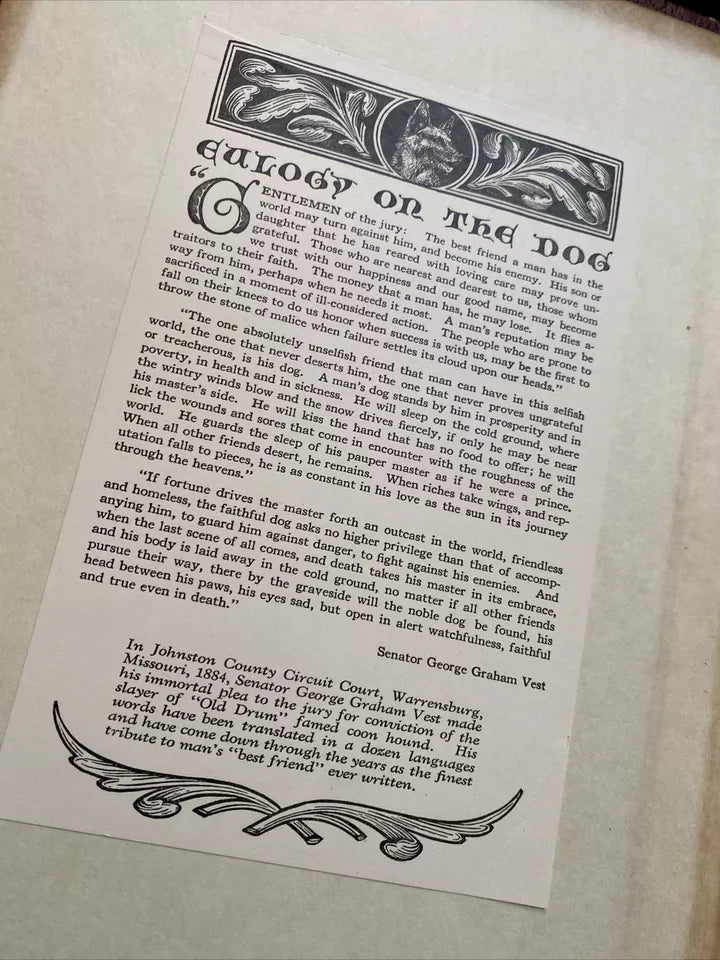 EULOGY ON THE DOG
"GENTLEMEN of the jury: The best friend a man has in the
world may turn against him, and become his enemy. His son or
daughter that he has reared with loving care may prove un-
grateful. Those who are nearest and dearest to us, those whom
we trust with our happiness and our good name, may become
traitors to their faith. The money that a man has, he may lose. It flies a-
way from him, perhaps when he needs it most. A man's reputation may be
sacrificed in a moment of ill-considered action. The people who are prone to
fall on their knees to do us honor when success is with us, may be the first to
throw the stone of malice when failure settles its cloud upon our heads."
"The one absolutely unselfish friend that man can have in this selfish
world, the one that never deserts him, the one that never proves ungrateful
or treacherous, is his dog. A man's dog stands by him in prosperity and in
poverty, in health and in sickness. He will sleep on the cold ground, where
the wintry winds blow and the snow drives fiercely, if only he may be near
his master's side. He will kiss the hand that has no food to offer; he will
lick the wounds and sores that come in encounter with the roughness of the
world. He guards the sleep of his pauper master as if he were a prince.
When all other friends desert, he remains. When riches take wings, and rep-
utation falls to pieces, he is as constant in his love as the sun in its journey
through the heavens."
"If fortune drives the master forth an outcast in the world, friendless
and homeless, the faithful dog asks no higher privilege than that of accomp-
anying him, to guard him against danger, to fight against his enemies. And
when the last scene of all comes, and death takes his master in its embrace,
and his body is laid away in the cold ground, no matter if all other friends
pursue their way, there by the graveside will the noble dog be found, his
head between his paws, his eyes sad, but open in alert watchfulness, faithful
and true even in death."
Senator George Graham Vest
In Johnston County Circuit Court, Warrensburg,
Missouri, 1884, Senator George Graham Vest made
his immortal plea to the jury for conviction of the
slayer of "Old Drum" famed coon hound. His
words have been translated in a dozen languages
and have come down through the years as the finest
tribute to man's "best friend" ever written.